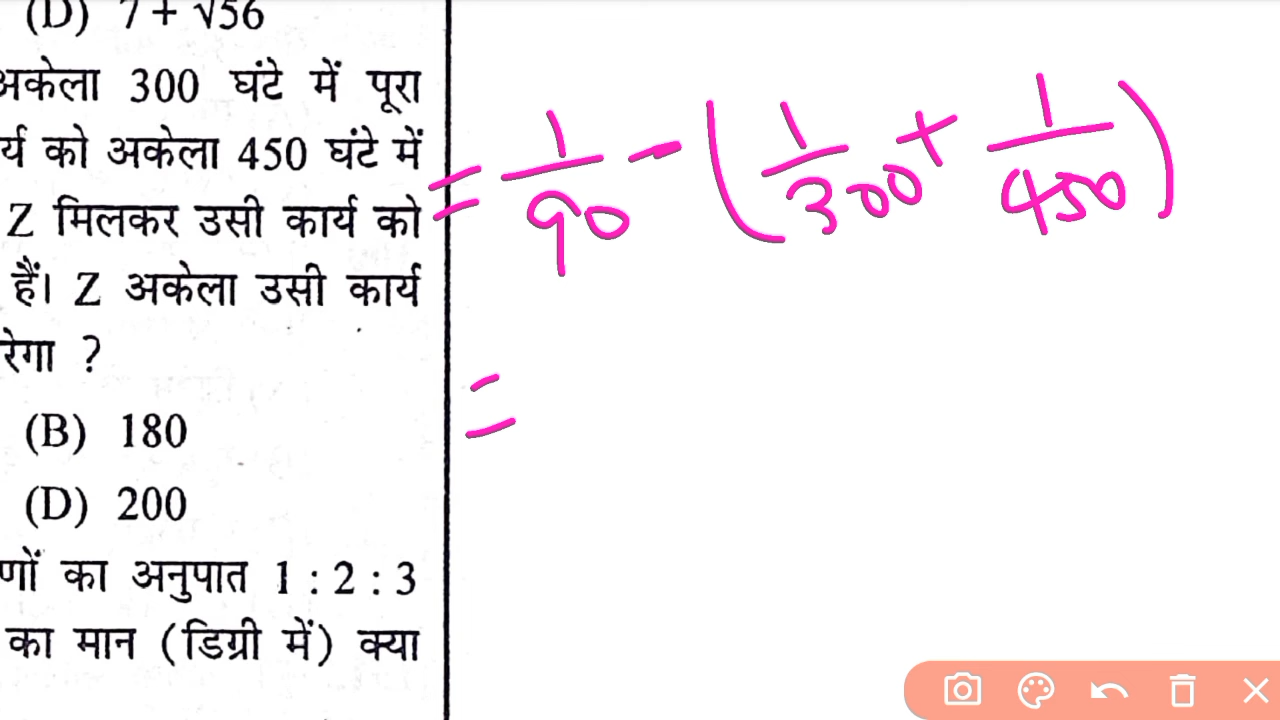 (D) 7 + √56
अकेला 300 घंटे में पूरा
र्य को अकेला 450 घंटे में
Z मिलकर उसी कार्य को
हैं। Z अकेला उसी कार्य
रेगा ?
(B) 180
(D) 200
णों का अनुपात 1 : 2 : 3
का मान (डिग्री में) क्या
= 1/90 - (1/300 + 1/450)
=